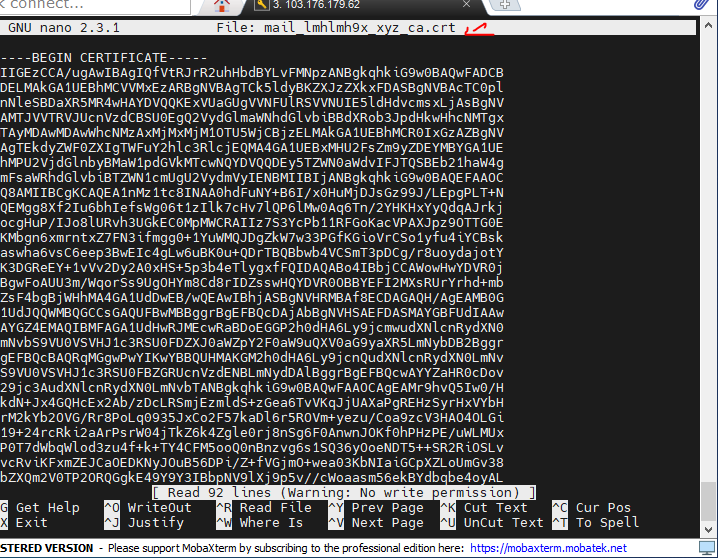 connect...
3. 103.176.179.62
GNU nano 2.3.1 File: mail_lmhlmh9x_xyz_ca.crt
----BEGIN CERTIFICATE-----
IIGEzCCA/ugAwIBAgIQfVtRJrR2uhHbdBYLvFMNpzANBgkqhkiG9w0BAQwFADCB
DELMAkGA1UEBhMCVVMxEzARBgNVBAgTCk5ldyBKZXJzZXkxFDASBgNVBAcTC0pl
nNleSBDaXR5MR4wHAYDVQQKExVUaGUgVVNFUlRSVVNUIE5ldHdvcmsxLjAsBgNV
AMTJVVTRVJUcnVzdCBSU0EgQ2VydGlmaWNhdGlvbiBBdXRob3JpdHkwHhcNMTgx
TAyMDAwMDAwWhcNMzAxMjMxMjM1OTU5WjCBjzELMAkGA1UEBhMCR0IxGzAZBgNV
AgTEkdyZWF0ZXIgTWFuY2hlc3RlcjEQMA4GA1UEBxMHU2FsZm9yZDEYMBYGA1UE
hMPU2VjdGlnbyBMaW1pdGVkMTcwNQYDVQQDEy5TZWN0aWdvIFJTQSBEb21haW4g
mFsaWRhdGlvbiBTZWN1cmUgU2VydmVyIENBMIIBIjANBgkqhkiG9w0BAQEFAAOC
Q8AMIIBCgKCAQEA1nMz1tc8INAA0hdFuNY+B6I/x0HuMjDJsGz99J/LEpgPLT+N
QEMgg8Xf2Iu6bhIefsWg06t1zIlk7cHv7lQP6lMw0Aq6Tn/2YHKHxYyQdqAJrkj
ocgHuP/IJo8lURvh3UGkEC0MpMWCRAIIz7S3YcPb11RFGoKacVPAXJpz9OTTG0E
KMbgn6xmrntxZ7FN3ifmgg0+1YuWMQJDgZkW7w33PGfKGioVrCSo1yfu4iYCBsk
aswha6vsC6eep3BwEIc4gLw6uBK0u+QDrTBQBbwb4VCSmT3pDCg/r8uoydajotY
K3DGReEY+1vVv2Dy2A0xHS+5p3b4eTlygxfFQIDAQABo4IBbjCCAWowHwYDVR0j
BgwFoAUU3m/WqorSs9UgOHYm8Cd8rIDZsswHQYDVR0OBBYEFI2MXsRUrYrhd+mb
ZsF4bgBjWHhMA4GA1UdDwEB/wQEAwIBhjASBgNVHRMBAf8ECDAGAQH/AgEAMB0G
1UdJQQWMBQGCCsGAQUFBwMBBggrBgEFBQcDAjAbBgNVHSAEFDASMAYGBFUdIAAw
AYGZ4EMAQIBMFAGA1UdHwRJMEcwRaBDoEGGP2h0dHA6Ly9jcmwudXNlcnRydXN0
mNvbS9VU0VSVHJ1c3RSU0FDZXJ0aWZpY2F0aW9uQXV0aG9yaXR5LmNybDB2Bggr
gEFBQcBAQRqMGgwPwYIKwYBBQUHMAKGM2h0dHA6Ly9jcnQudXNlcnRydXN0LmNv
S9VU0VSVHJ1c3RSU0FBZGRUcnVzdENBLmNydDAlBggrBgEFBQcwAYYZaHR0cDov
29jc3AudXNlcnRydXN0LmNvbTANBgkqhkiG9w0BAQwFAAOCAgEAMr9hvQ5Iw0/H
kdN+Jx4GQHcEx2Ab/zDcLRSmjEzmldS+zGea6TvVKqJjUAXaPgREHzSyrHxVYbH
rM2kYb2OVG/Rr8PoLq0935JxCo2F57kaDl6r5ROVm+yezu/Coa9zcV3HAO4OLGi
19+24rcRki2aArPsrW04jTkZ6k4Zgle0rj8nSg6F0AnwnJOKf0hPHzPE/uWLMUx
P0T7dWbqWlod3zu4f+k+TY4CFM5ooQ0nBnzvg6s1SQ36yOoeNDT5++SR2RiOSLv
vcRviKFxmZEJCaOEDKNyJOuB56DPi/Z+fVGjmO+wea03KbNIaiGCpXZLoUmGv38
bZXQm2V0TP2ORQGgkE49Y9Y3IBbpNV9lXj9p5v//cWoaasm56ekBYdbqbe4oyAL
[ Read 92 lines (Warning: No write permission) ]
G Get Help ^O WriteOut ^R Read File ^Y Prev Page ^K Cut Text ^C Cur Pos
X Exit ^J Justify ^W Where Is ^V Next Page ^U UnCut Text ^T To Spell
STERED VERSION - Please support MobaXterm by subscribing to the professional edition here: https://mobaxterm.mobatek.net